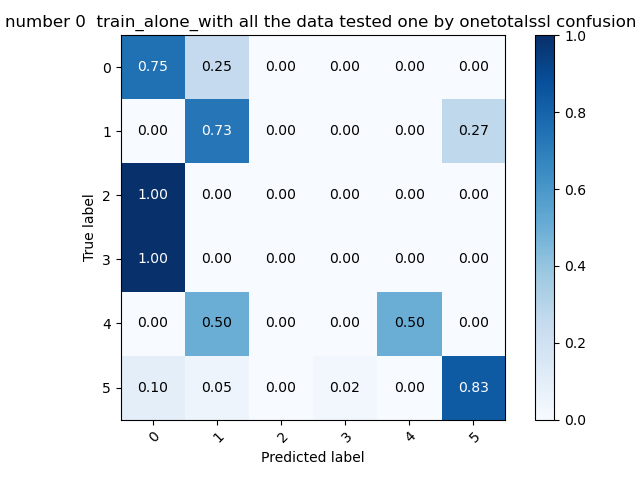 number 0  train_alone_with all the data tested one by onetotalssl confusion
0 0.75 0.25 0.00 0.00 0.00 0.00
1 0.00 0.73 0.00 0.00 0.00 0.27
2 1.00 0.00 0.00 0.00 0.00 0.00
3 1.00 0.00 0.00 0.00 0.00 0.00
4 0.00 0.50 0.00 0.00 0.50 0.00
5 0.10 0.05 0.00 0.02 0.00 0.83
0 1 2 3 4 5
True label
Predicted label
1.0
0.8
0.6
0.4
0.2
0.0